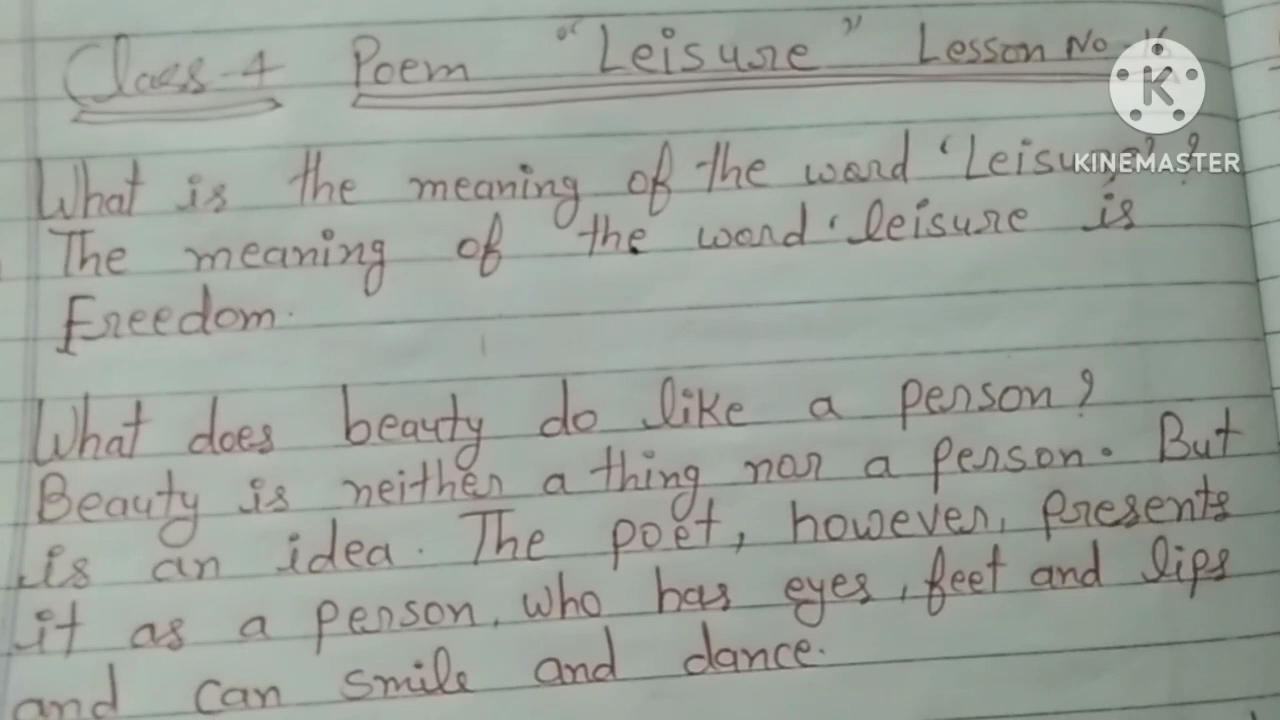 Class-4 Poem "Leisure" Lesson No
What is the meaning of the word 'Leisure'?
The meaning of the word 'leisure is
Freedom.
What does beauty do like a person?
Beauty is neither a thing nor a person. But
is an idea. The poet, however, presents
it as a person, who has eyes, feet and lips
and can smile and dance.
K
KINEMASTER